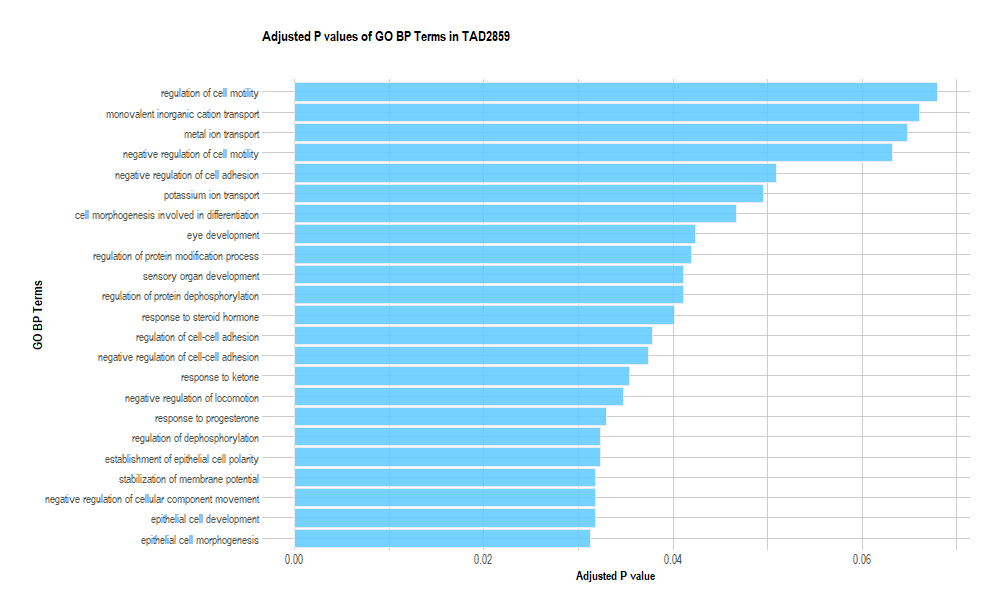 Adjusted P values of GO BP Terms in TAD2859
GO BP Terms
regulation of cell motility
monovalent inorganic cation transport
metal ion transport
negative regulation of cell motility
negative regulation of cell adhesion
potassium ion transport
cell morphogenesis involved in differentiation
eye development
regulation of protein modification process
sensory organ development
regulation of protein dephosphorylation
response to steroid hormone
regulation of cell-cell adhesion
negative regulation of cell-cell adhesion
response to ketone
negative regulation of locomotion
response to progesterone
regulation of dephosphorylation
establishment of epithelial cell polarity
stabilization of membrane potential
negative regulation of cellular component movement
epithelial cell development
epithelial cell morphogenesis
0.00 0.02 0.04 0.06
Adjusted P value